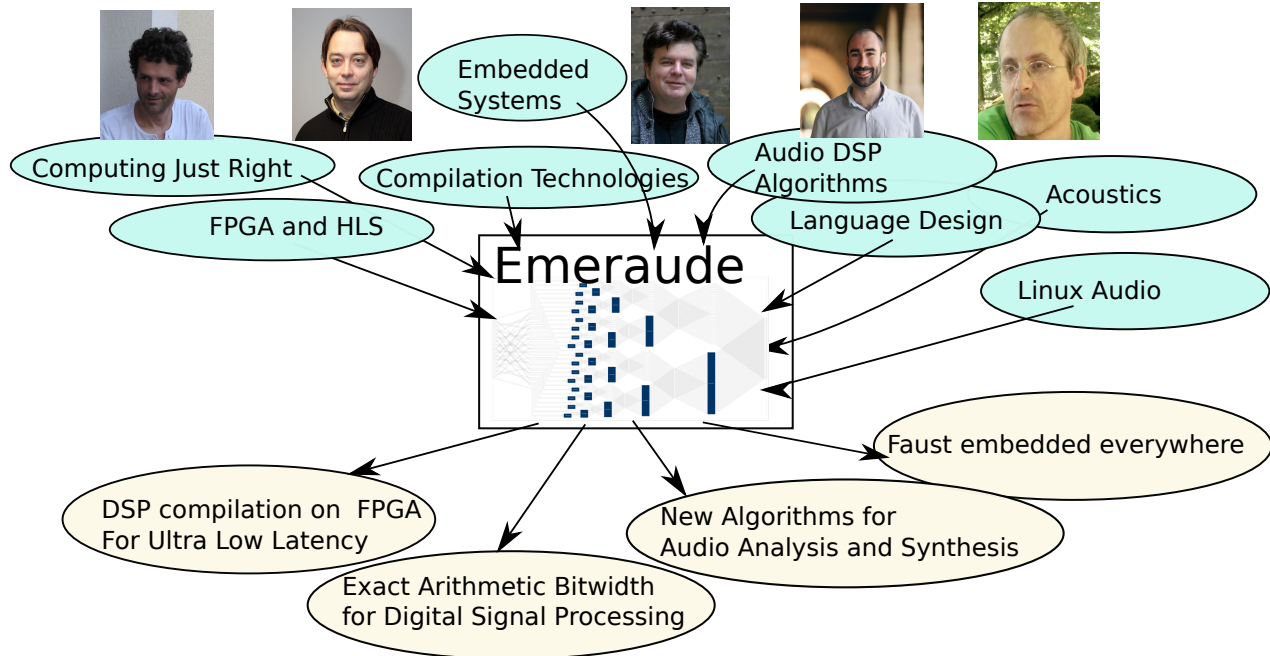 Embedded
Systems
Computing Just Right
Compilation Technologies
Audio DSP
Algorithms
Acoustics
FPGA and HLS
Language Design
Emeraude
Linux Audio
Faust embedded everywhere
DSP compilation on  FPGA
For Ultra Low Latency
New Algorithms for
Audio Analysis and Synthesis
Exact Arithmetic Bitwidth
for Digital Signal Processing